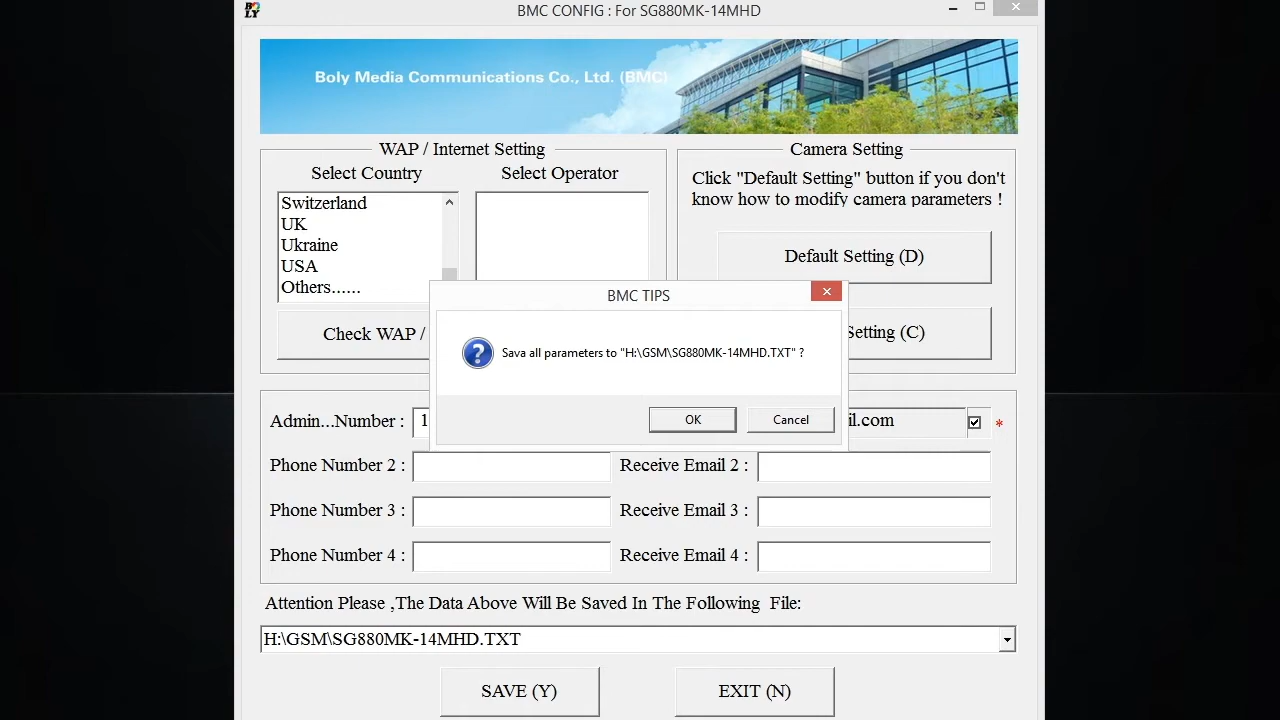 BOLY
BMC CONFIG : For SG880MK-14MHD
Boly Media Communications Co., Ltd. (BMC)
WAP / Internet Setting
Camera Setting
Select Country
Select Operator
Click "Default Setting" button if you don't
know how to modify camera parameters !
Switzerland
UK
Ukraine
USA
Others......
Default Setting (D)
BMC TIPS
Check WAP /
Setting (C)
Sava all parameters to "H:\GSM\SG880MK-14MHD.TXT" ?
OK
Cancel
Admin...Number :
1
il.com
*
Phone Number 2 :
Receive Email 2 :
Phone Number 3 :
Receive Email 3 :
Phone Number 4 :
Receive Email 4 :
Attention Please ,The Data Above Will Be Saved In The Following File:
H:\GSM\SG880MK-14MHD.TXT
SAVE (Y)
EXIT (N)